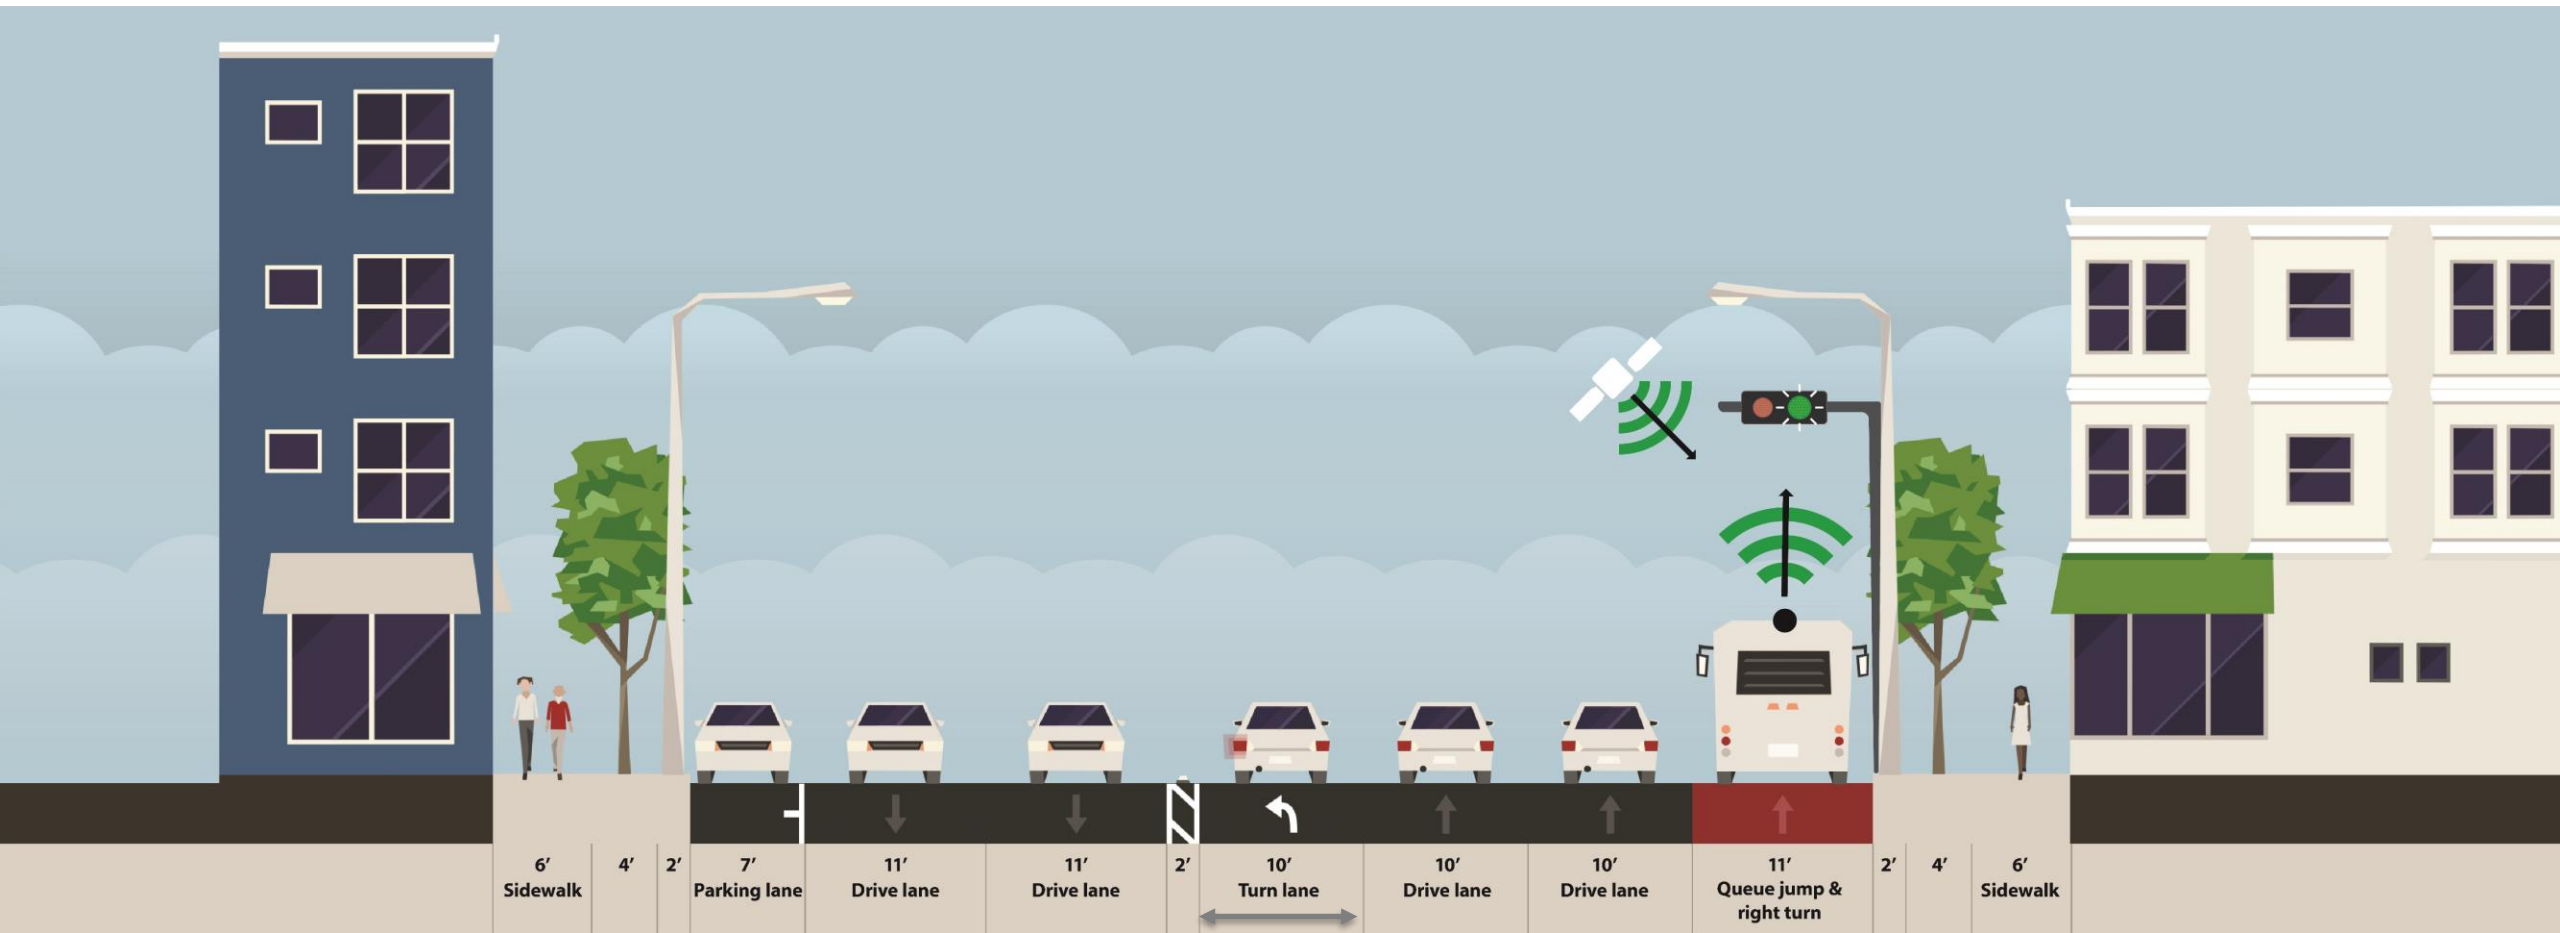 6’
Sidewalk
4’
2’
7’
Parking lane
11’
Drive lane
11’
Drive lane
2’
10’
Turn lane
10’
Drive lane
10’
Drive lane
11’
Queue jump &
right turn
2’
4’
6’
Sidewalk